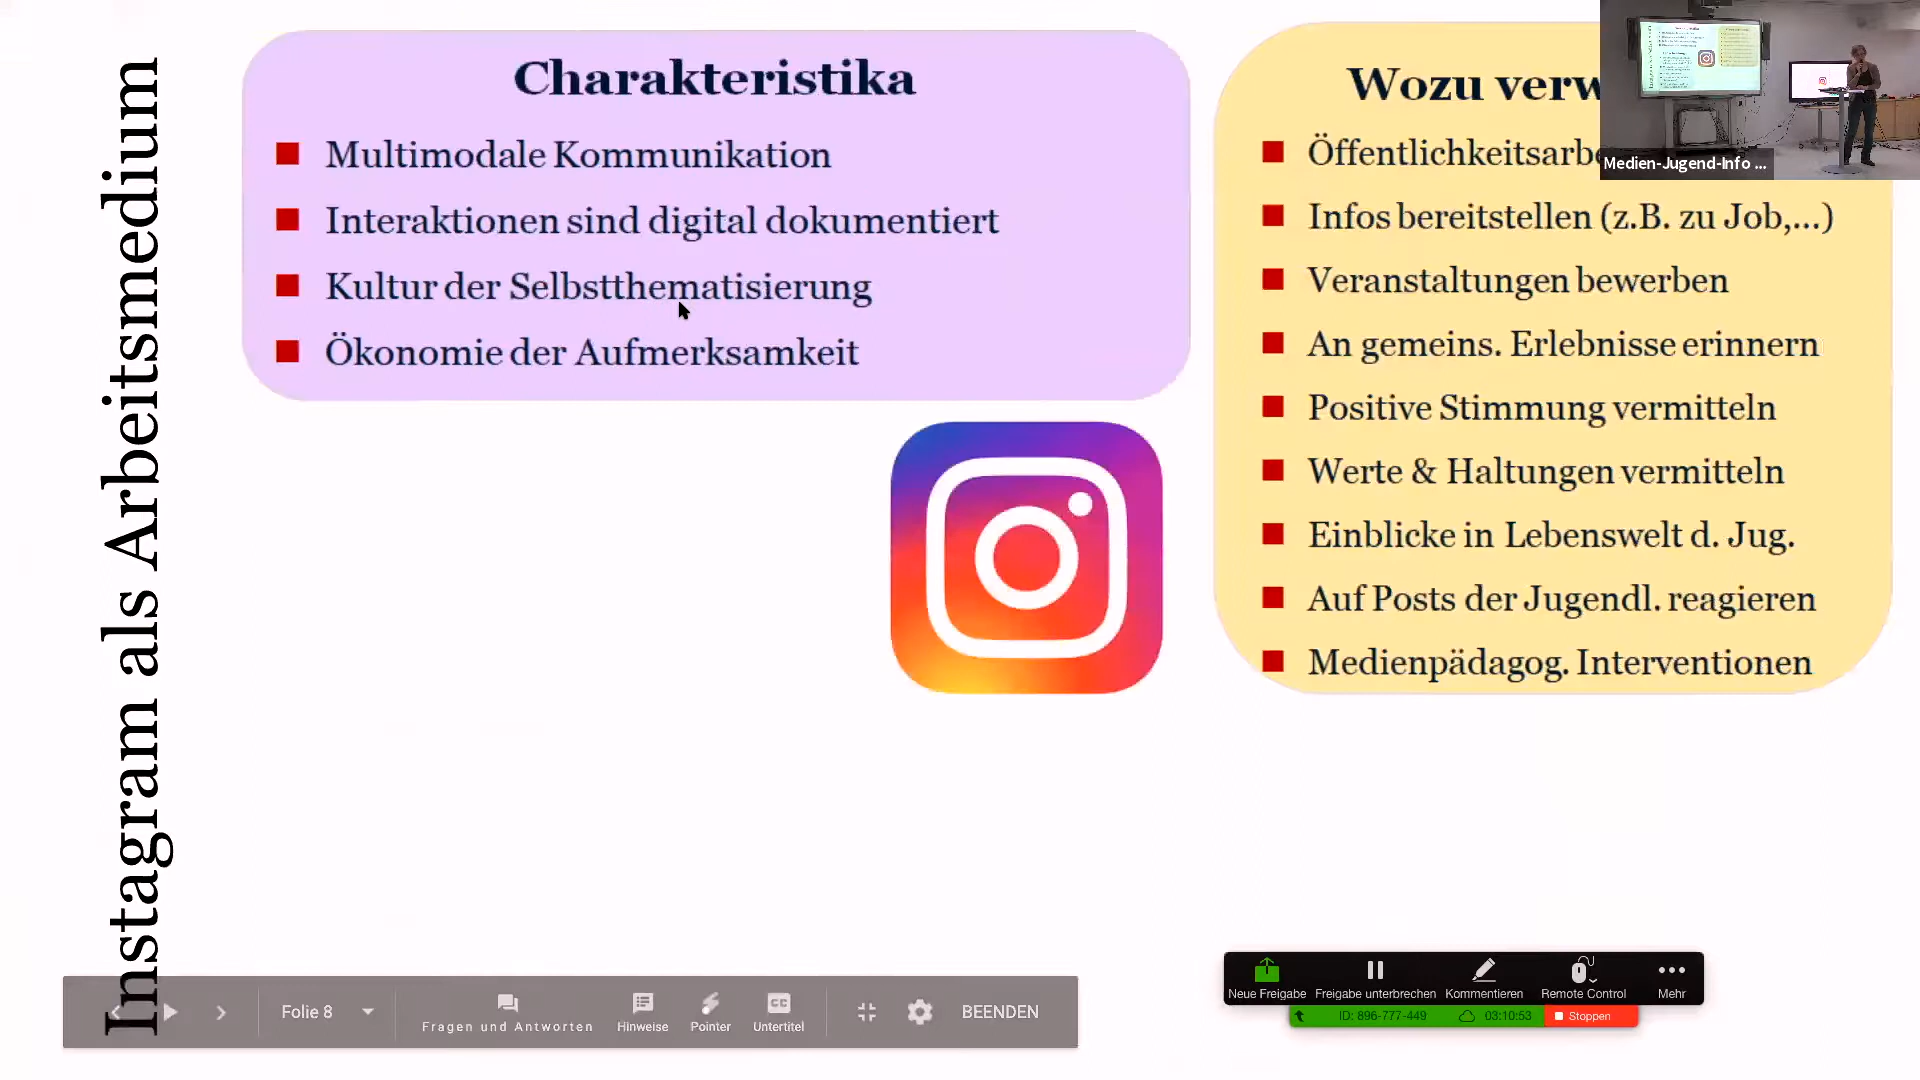 Instagram als Arbeitsmedium
Charakteristika
Multimodale Kommunikation
Interaktionen sind digital dokumentiert
Kultur der Selbstthematisierung
Ökonomie der Aufmerksamkeit
Wozu
Infos bereitstellen (z.B. zu Job,...)
Veranstaltungen bewerben
An gemeins. Erlebnisse erinnern
Positive Stimmung vermitteln
Werte & Haltungen vermitteln
Einblicke in Lebenswelt d. Jug.
Auf Posts der Jugendl. reagieren
Medienpädagog. Interventionen
Medien-Jugend-Info ...
Folie 8
Fragen und Antworten
Hinweise
Pointer
CC
Untertitel
BEENDEN
Neue Freigabe
Freigabe unterbrechen
Kommentieren
Remote Control
Mehr
ID: 896-777-449
03:10:53
Stoppen